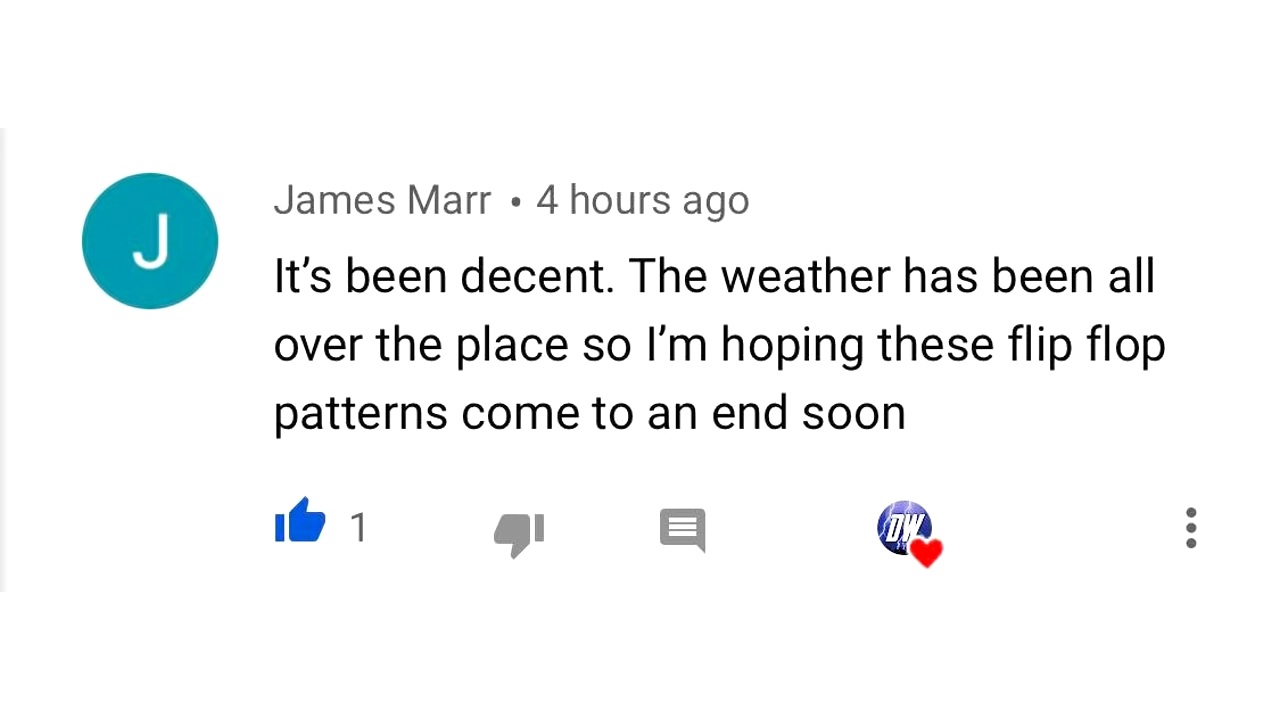 J
James Marr • 4 hours ago
It's been decent. The weather has been all
over the place so I'm hoping these flip flop
patterns come to an end soon
1
DW